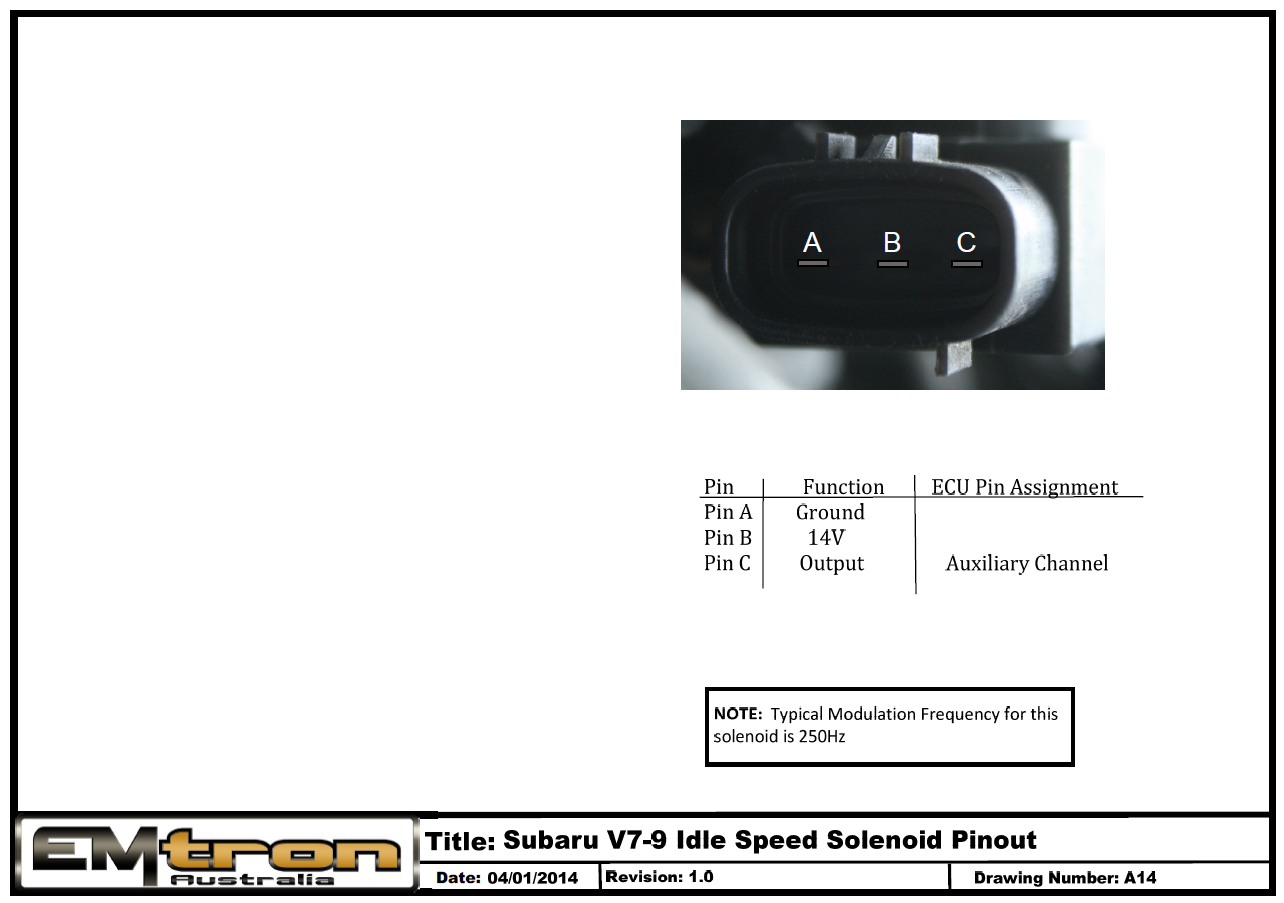 A B C
Pin Function ECU Pin Assignment
Pin A Ground
Pin B 14V
Pin C Output Auxiliary Channel
NOTE: Typical Modulation Frequency for this
solenoid is 250Hz
EMtron
Australia
Title: Subaru V7-9 Idle Speed Solenoid Pinout
Date: 04/01/2014 Revision: 1.0 Drawing Number: A14